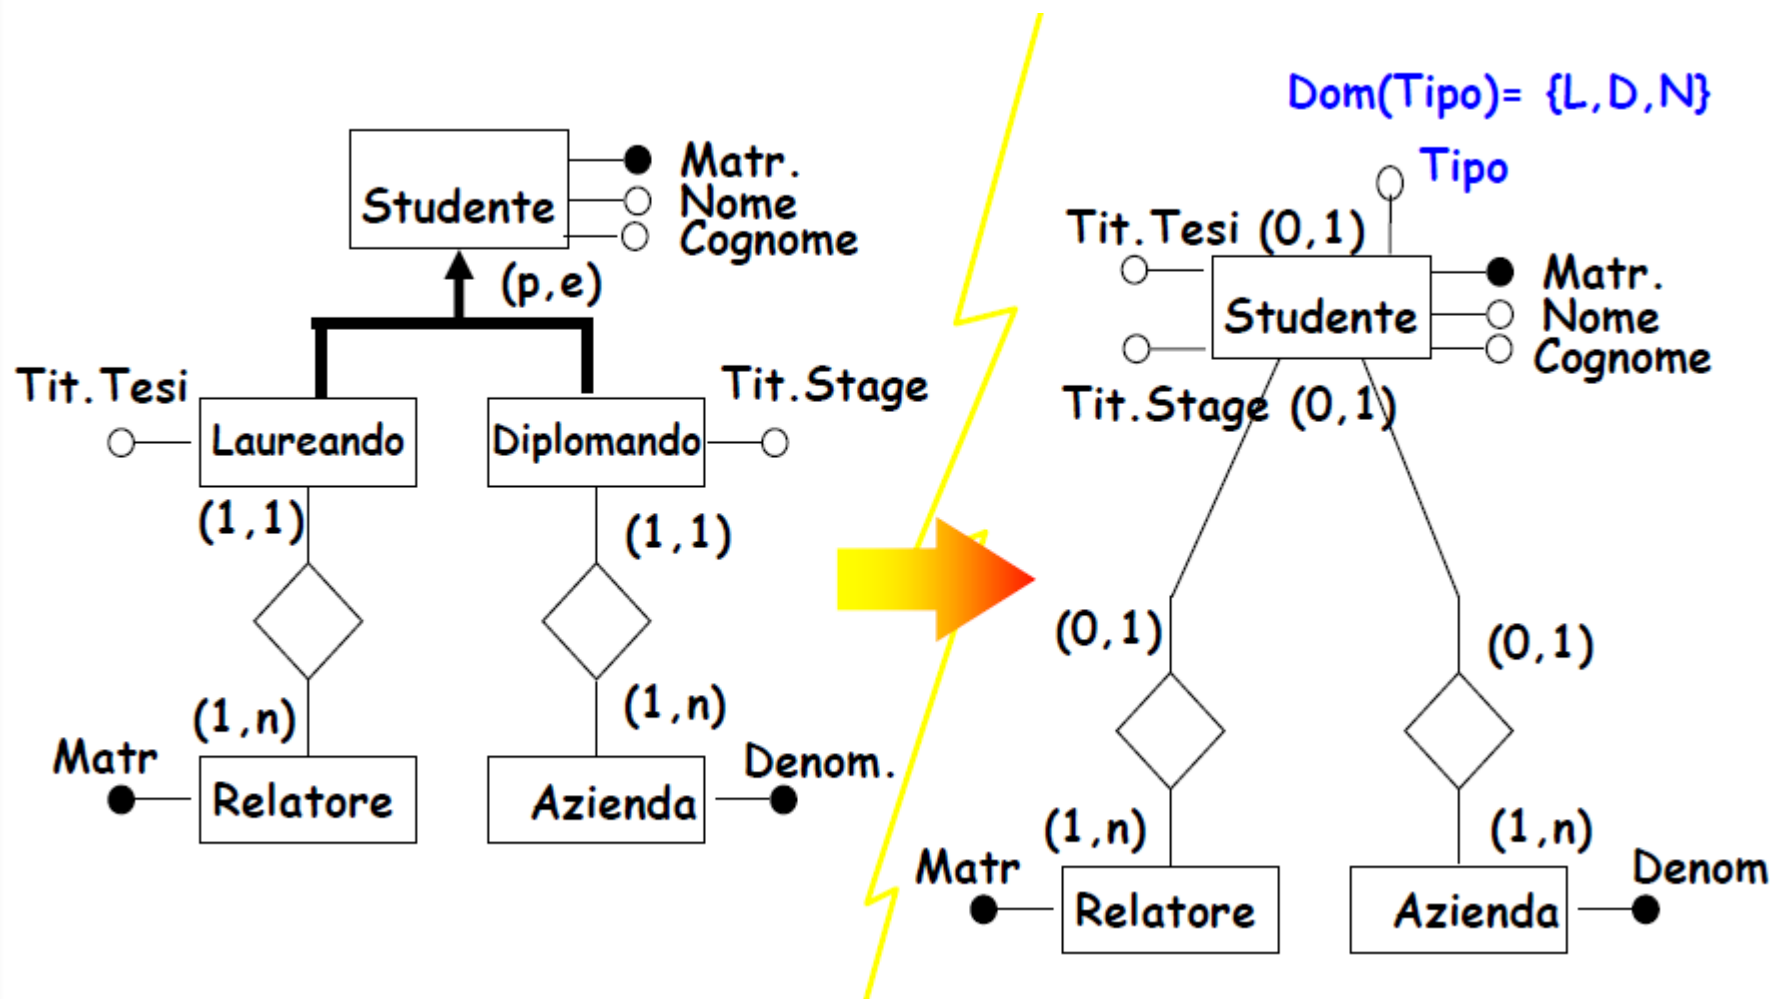 Studente
Matr.
Nome
Cognome
(p,e)
Tit.Tesi
Laureando
Diplomando
Tit.Stage
(1,1)
(1,1)
(1,n)
(1,n)
Matr
Relatore
Azienda
Denom.
Dom(Tipo)= {L,D,N}
Tipo
Tit.Tesi (0,1)
Studente
Matr.
Nome
Cognome
Tit.Stage (0,1)
(0,1)
(0,1)
(1,n)
(1,n)
Matr
Relatore
Azienda
Denom